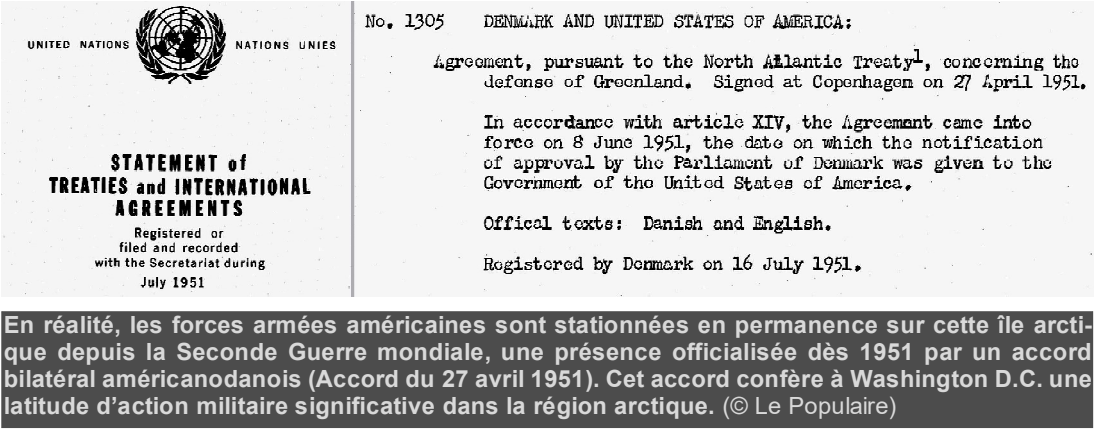 UNITED NATIONS NATIONS UNIES
STATEMENT of
TREATIES and INTERNATIONAL
AGREEMENTS
Registered or
filed and recorded
with the Secretariat during
July 1951
No. 1305 DENMARK AND UNITED STATES OF AMERICA:
Agreement, pursuant to the North Atlantic Treaty1, concerning the
defense of Greenland. Signed at Copenhagen on 27 April 1951.
In accordance with article XIV, the Agreement came into
force on 8 June 1951, the date on which the notification
of approval by the Parliament of Denmark was given to the
Government of the United States of America.
Offical texts: Danish and English.
Registered by Denmark on 16 July 1951.
En réalité, les forces armées américaines sont stationnées en permanence sur cette île arcti-
que depuis la Seconde Guerre mondiale, une présence officialisée dès 1951 par un accord
bilatéral américanodanois (Accord du 27 avril 1951). Cet accord confère à Washington D.C. une
latitude d’action militaire significative dans la région arctique. (© Le Populaire)